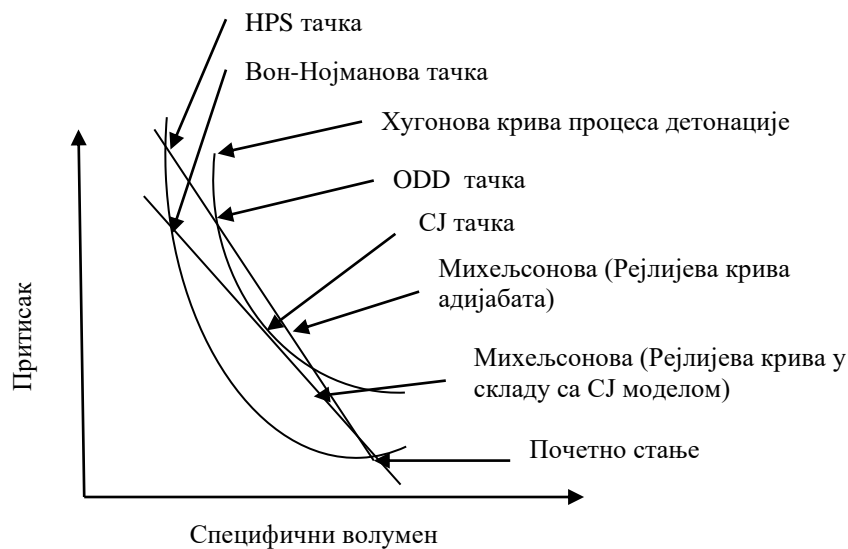 HPS тачка
Вон-Нојманова тачка
Хугонова крива процеса детонације
ODD тачка
CJ тачка
Михељсонова (Рејлијева крива
адијабата)
Михељсонова (Рејлијева крива у
складу са CJ моделом)
Почетно стање
Притисак
Специфични волумен